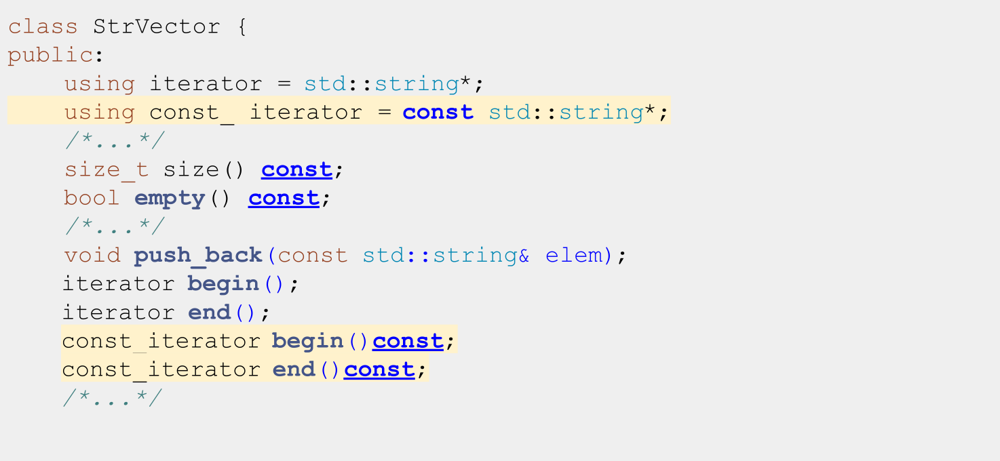 class StrVector {
public:
    using iterator = std::string*;
    using const_ iterator = const std::string*;
    /*...*/
    size_t size() const;
    bool empty() const;
    /*...*/
    void push_back(const std::string& elem);
    iterator begin();
    iterator end();
    const_iterator begin()const;
    const_iterator end()const;
    /*...*/